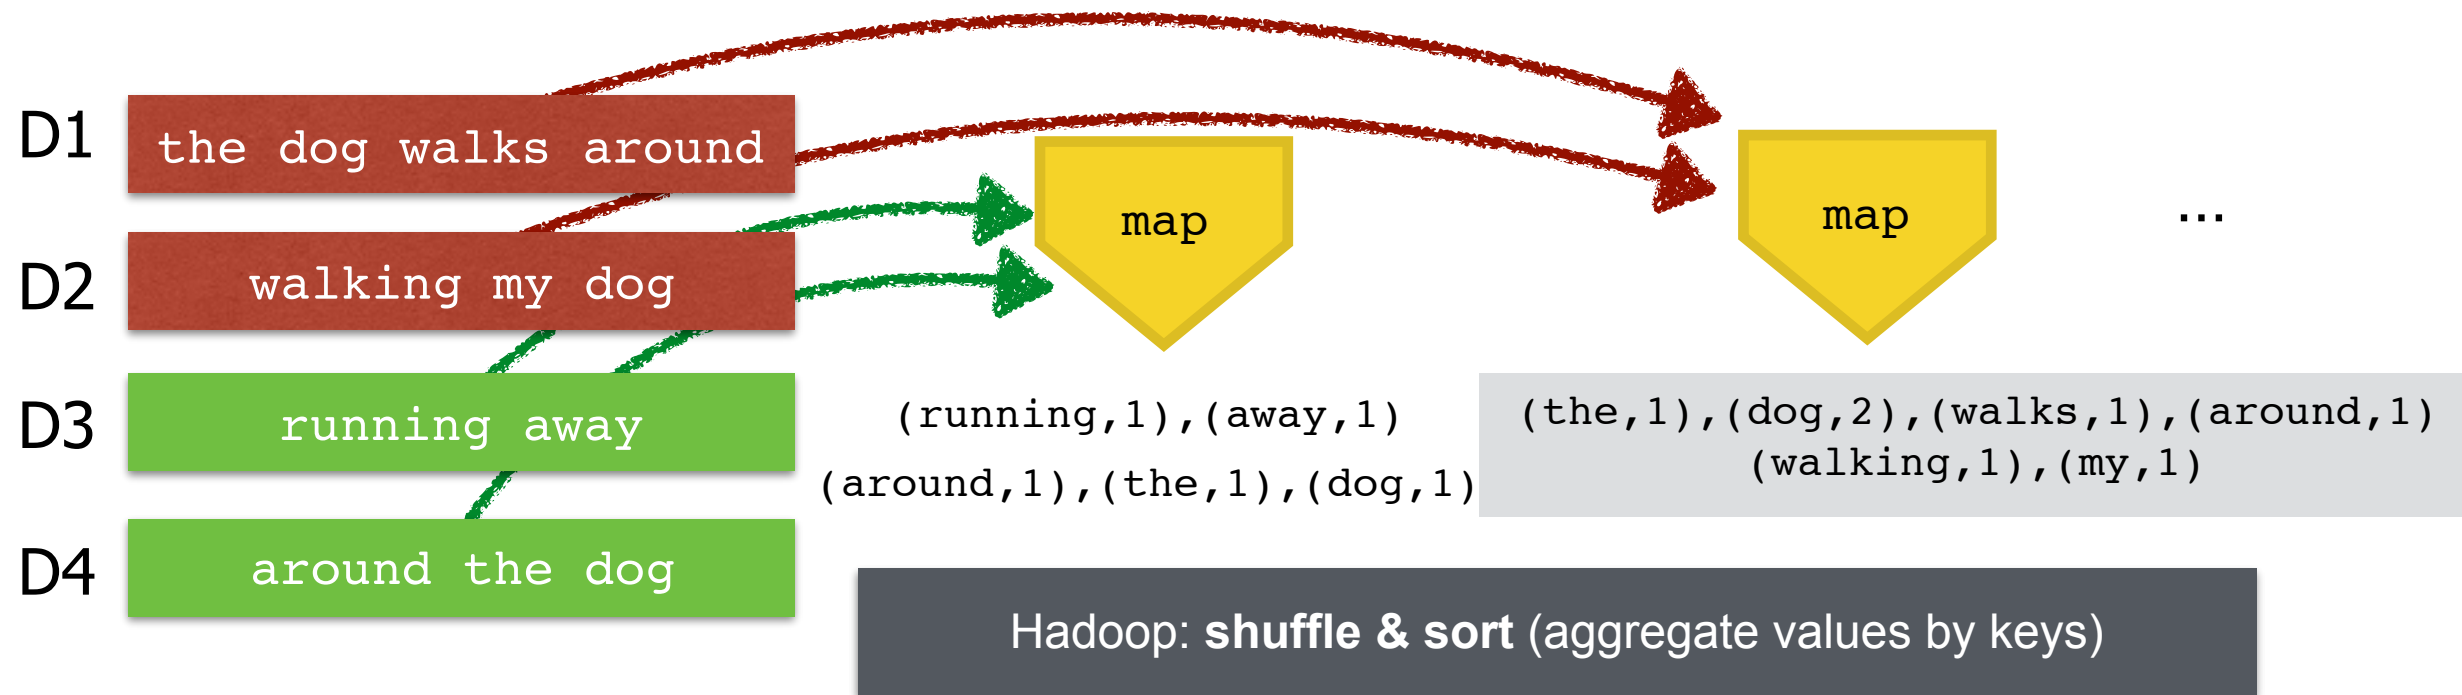 D1
the dog walks around
D2
walking my dog
D3
running away
D4
around the dog
map
map
...
(running,1),(away,1)
(around,1),(the,1),(dog,1)
(the,1),(dog,2),(walks,1),(around,1)
(walking,1),(my,1)
Hadoop: shuffle & sort (aggregate values by keys)